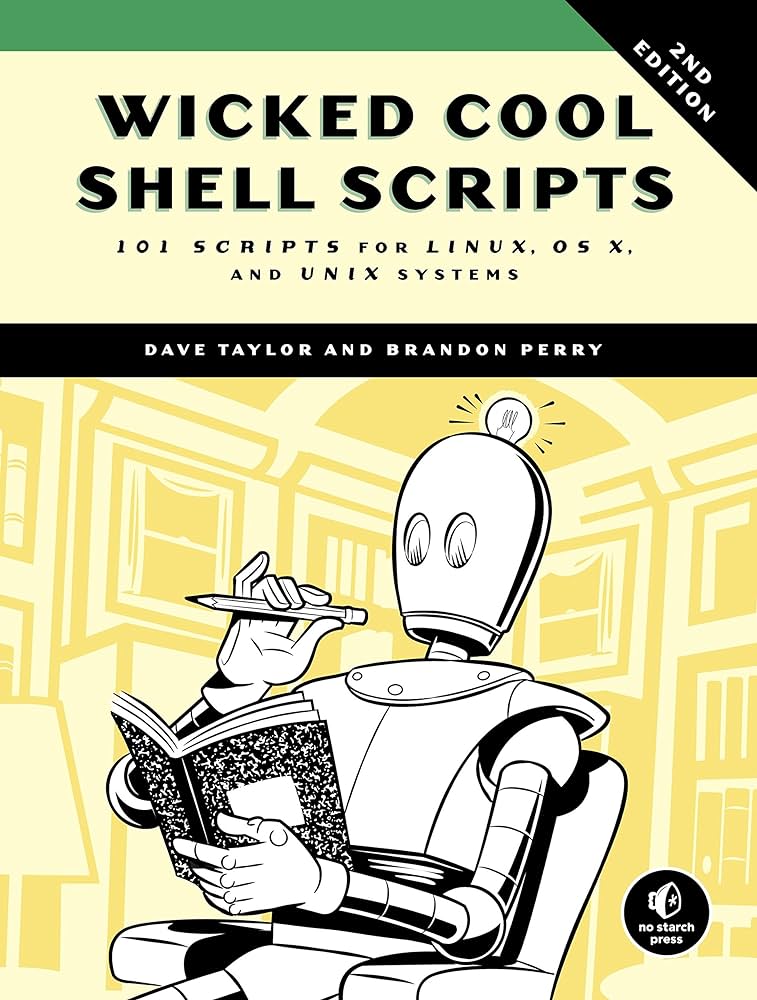 2ND
EDITION
WICKED COOL
SHELL SCRIPTS
101 SCRIPTS FOR LINUX, OS X,
AND UNIX SYSTEMS
DAVE TAYLOR AND BRANDON PERRY
no starch
press